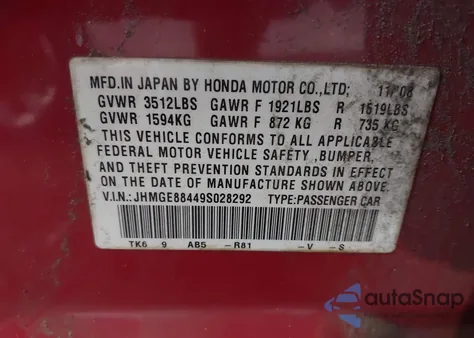 MFD. IN JAPAN BY HONDA MOTOR CO.,LTD; 11/08
GVWR 3512LBS GAWR F 1921LBS R 1619LBS
GVWR 1594KG GAWR F 872 KG R 735 KG
THIS VEHICLE CONFORMS TO ALL APPLICABLE
FEDERAL MOTOR VEHICLE SAFETY ,BUMPER,
AND THEFT PREVENTION STANDARDS IN EFFECT
ON THE DATE OF MANUFACTURE SHOWN ABOVE.
V.I.N.:JHMGE88449S028292 TYPE:PASSENGER CAR
TK6 9 AB5 -R81 -V -S
autoSnap